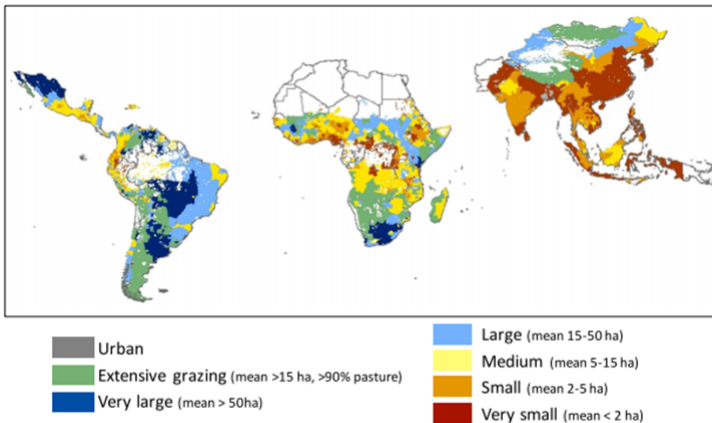 Urban
Extensive grazing (mean >15 ha, >90% pasture)
Very large (mean > 50ha)
Large (mean 15-50 ha)
Medium (mean 5-15 ha)
Small (mean 2-5 ha)
Very small (mean < 2 ha)